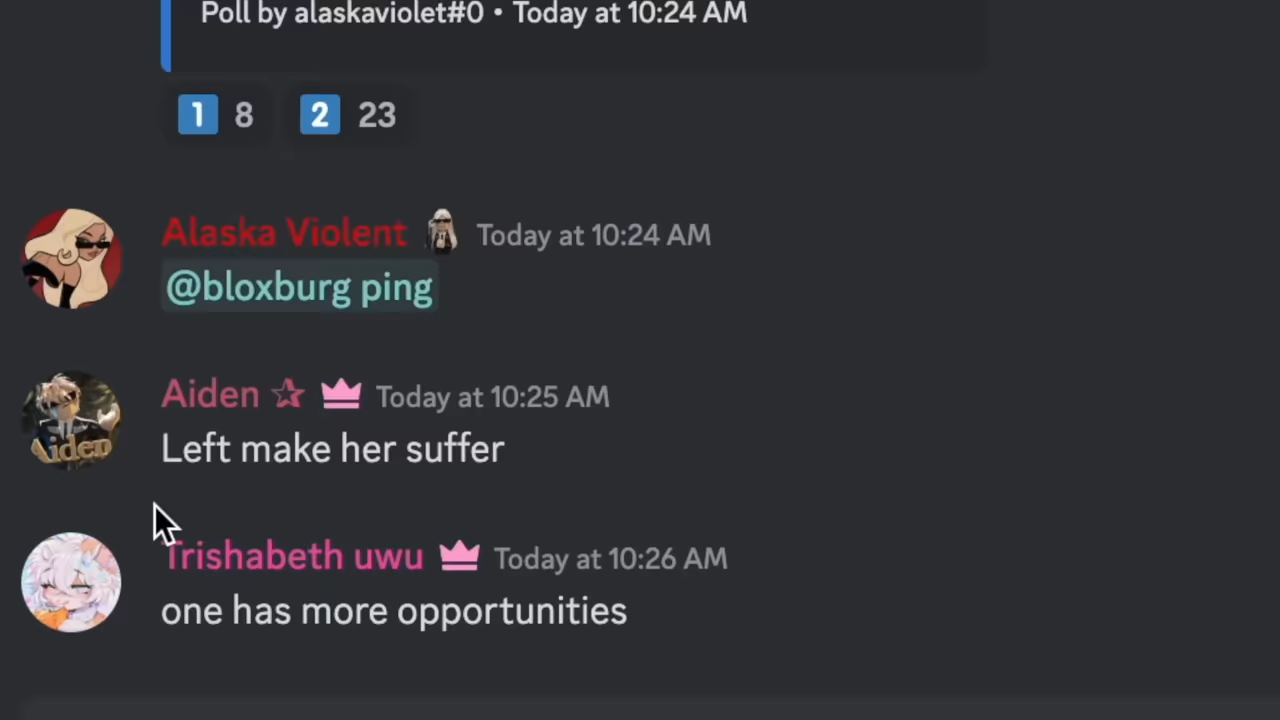 Poll by alaskaviolet#0 • Today at 10:24 AM
1 8 2 23
Alaska Violent Today at 10:24 AM
@bloxburg ping
Aiden ☆ Today at 10:25 AM
Aiden
Left make her suffer
Trishabeth uwu Today at 10:26 AM
one has more opportunities